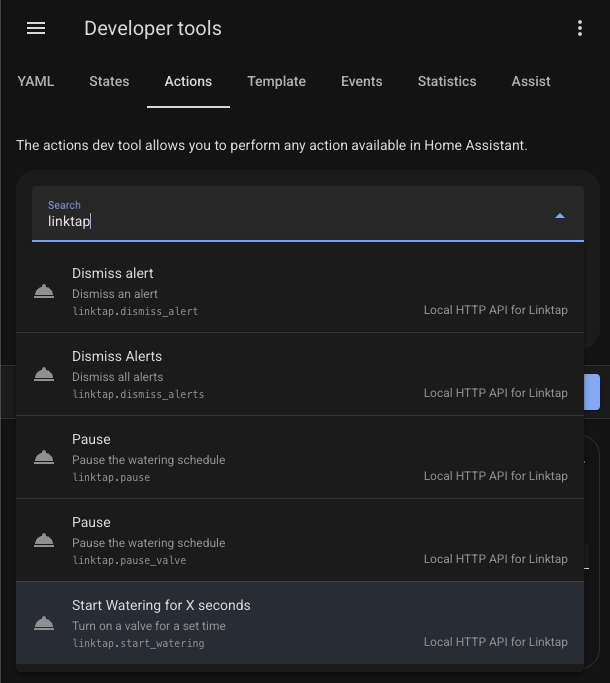 Developer tools
YAML States Actions Template Events Statistics Assist
The actions dev tool allows you to perform any action available in Home Assistant.
Search
linktap
Dismiss alert
Dismiss an alert
linktap.dismiss_alert Local HTTP API for Linktap
Dismiss Alerts
Dismiss all alerts
linktap.dismiss_alerts Local HTTP API for Linktap
Pause
Pause the watering schedule
linktap.pause Local HTTP API for Linktap
Pause
Pause the watering schedule
linktap.pause_valve Local HTTP API for Linktap
Start Watering for X seconds
Turn on a valve for a set time
linktap.start_watering Local HTTP API for Linktap